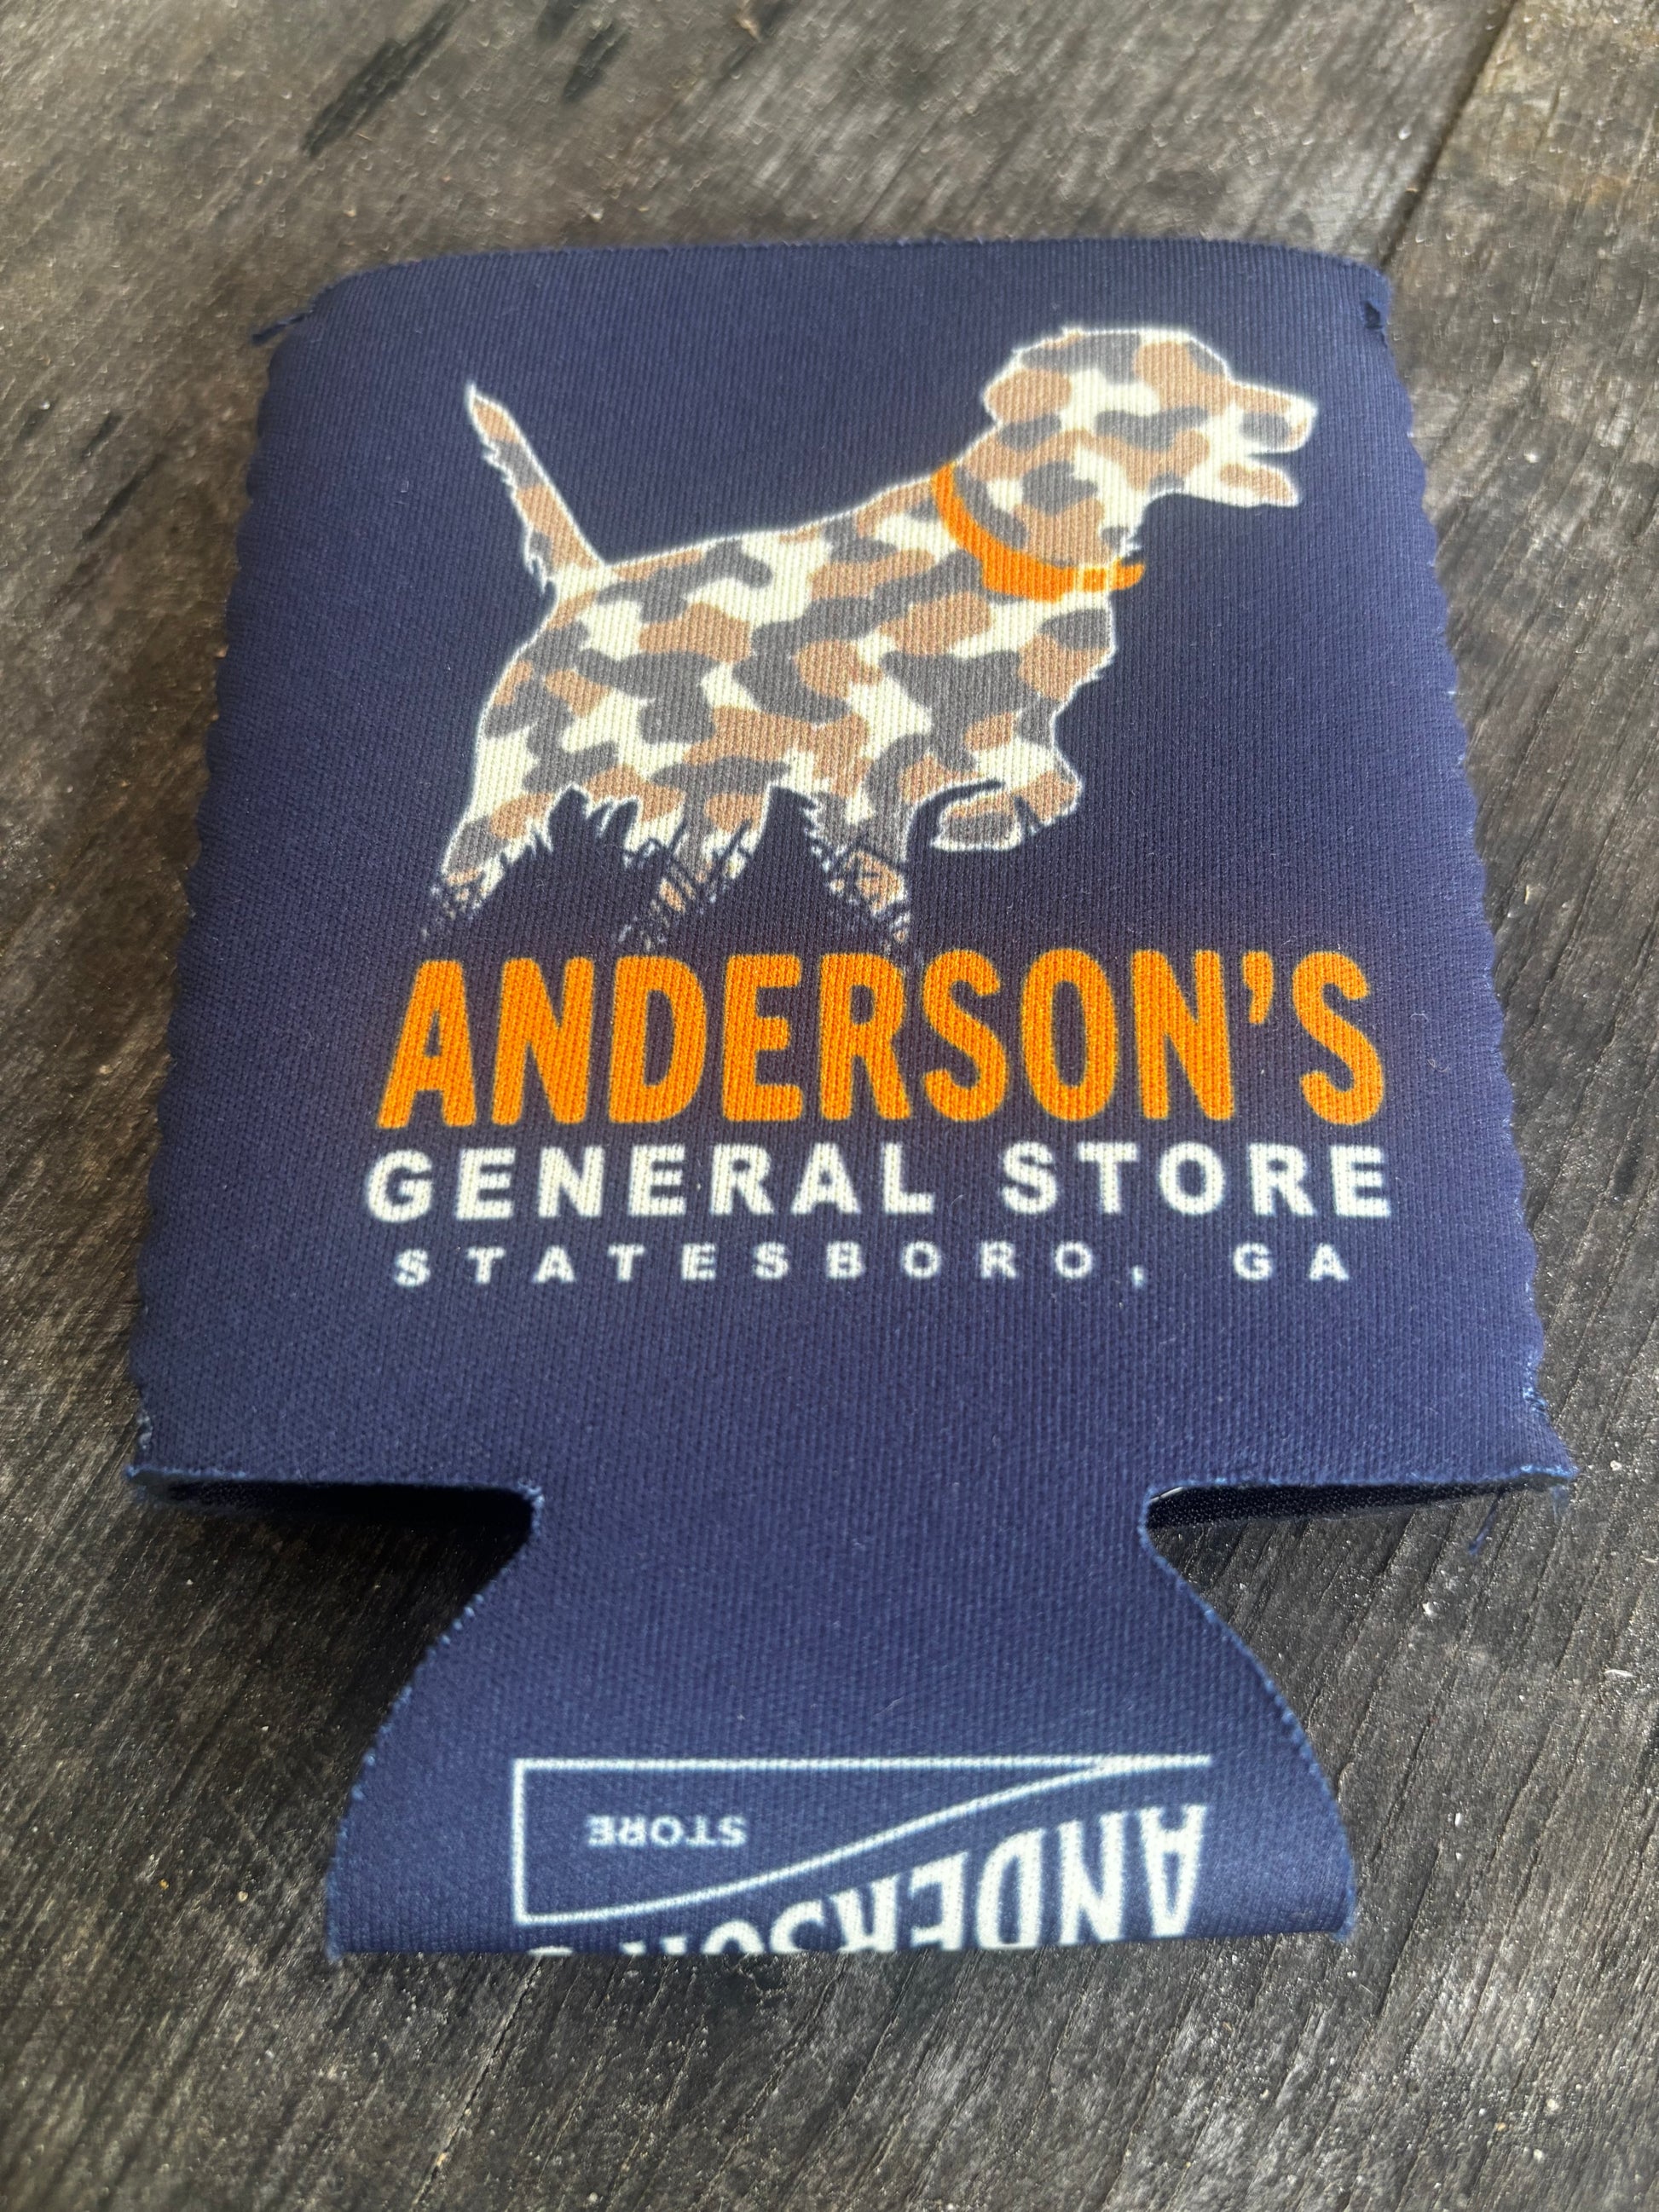 ANDERSON'S
GENERAL STORE
STATESBORO, GA
STORE
ANDERSON'S